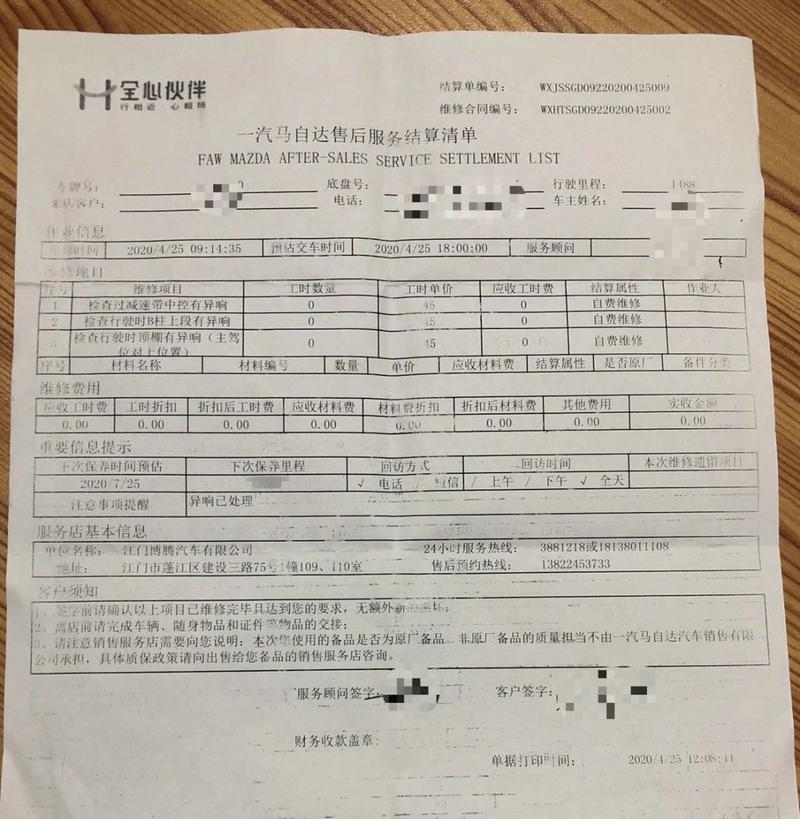 全心伙伴
行相近 心相随
结算单编号: WXJSSGD09220200425009
维修合同编号: WXHTSGD09220200425002
一汽马自达售后服务结算清单
FAW MAZDA AFTER-SALES SERVICE SETTLEMENT LIST
车牌号: 底盘号: 行驶里程: 1488
来店客户: 电话: 车主姓名:
作业信息
维修时间 2020/4/25 09:14:35 预估交车时间 2020/4/25 18:00:00 服务顾问
维修项目
序号 维修项目 工时数量 工时单价 应收工时费 结算属性 作业人
1 检查过减速带中控有异响 0 45 0 自费维修
2 检查行驶时B柱上段有异响 0 45 0 自费维修
3 检查行驶时顶棚有异响（主驾位对上位置） 0 45 0 自费维修
序号 材料名称 材料编号 数量 单价 应收材料费 结算属性 是否原厂 备件分类
维修费用
应收工时费 工时折扣 折扣后工时费 应收材料费 材料费折扣 折扣后材料费 其他费用 实收金额
0.00 0.00 0.00 0.00 0.00 0.00 0.00 0.00
重要信息提示
下次保养时间预估 下次保养里程 回访方式 回访时间 本次维修遗留项目
2020/7/25 √ 电话 / 短信 / 上午 / 下午 √ 全天
注意事项提醒 异响已处理
服务店基本信息
单位名称: 江门博腾汽车有限公司 24小时服务热线: 3881218或18138011108
地址: 江门市蓬江区建设三路75号1幢109、110室 售后预约热线: 13822453733
客户须知
1、签字前请确认以上项目已维修完毕且达到您的要求，无额外新的损坏；
2、离店前请完成车辆、随身物品和证件等物品的交接；
3、请注意销售服务店需要向您说明：本次您使用的备品是否为原厂备品 非原厂备品的质量担当不由一汽马自达汽车销售有限
公司承担，具体质保政策请向出售给您备品的销售服务店咨询。
服务顾问签字: 客户签字:
财务收款盖章:
单据打印时间: 2020/4/25 12:08:41